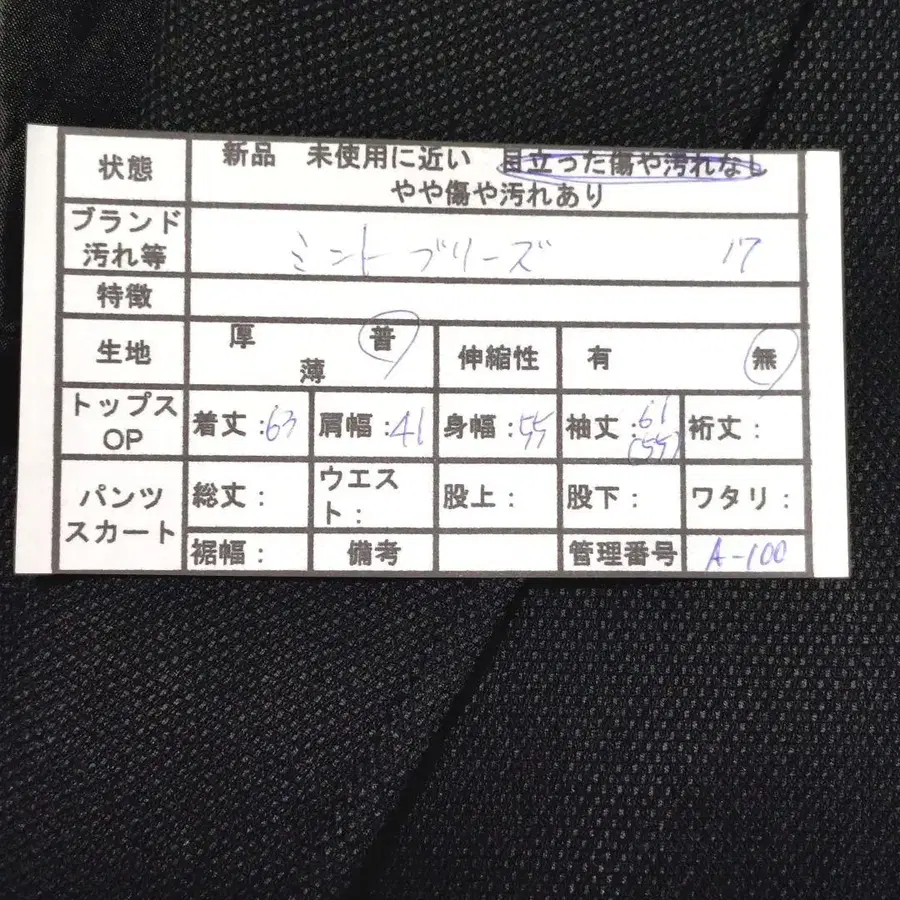 状態 新品 未使用に近い 目立った傷や汚れなし
やや傷や汚れあり
ブランド
汚れ等 ミントブリーズ 17
特徴
生地 厚 普
薄
伸縮性 有 無
トップス
OP
着丈:63 肩幅:41 身幅:55 袖丈:61
(55)
裄丈:
パンツ
スカート
総丈: ウエス
ト: 股上: 股下: ワタリ:
裾幅: 備考 管理番号 A-100